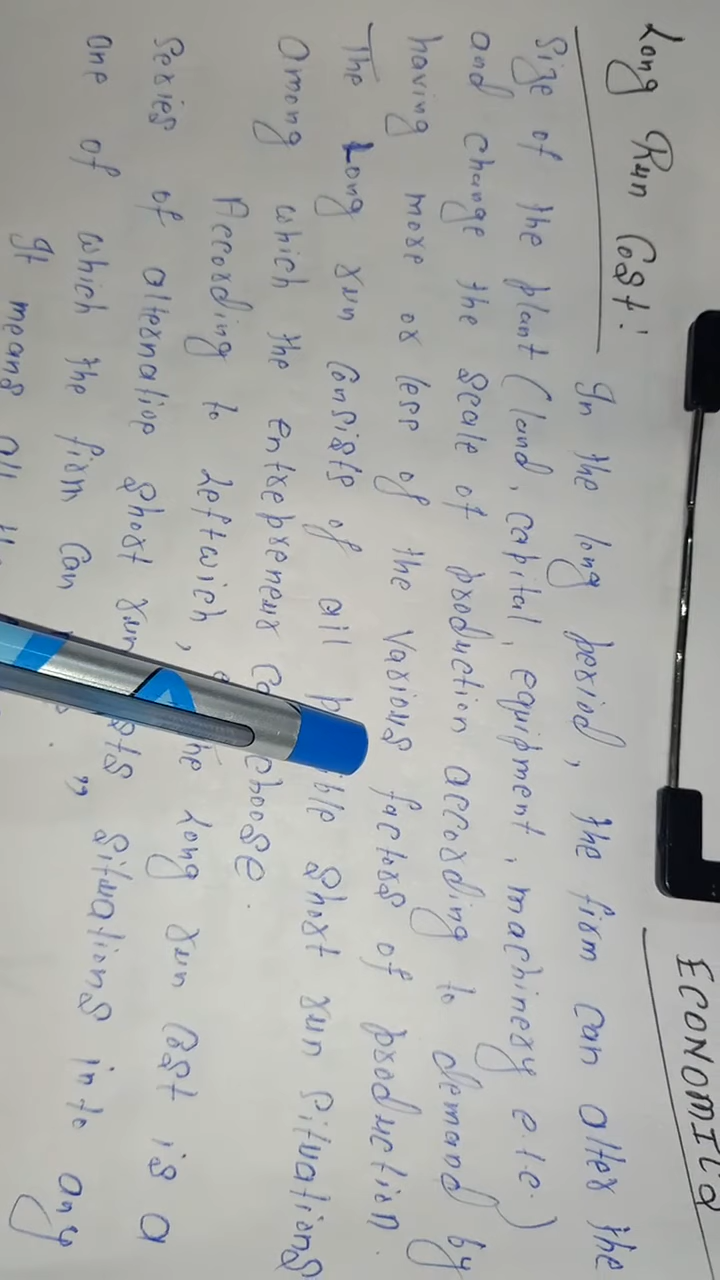 ECONOMICS
Long Run Cost:
In the long period, the firm can alter the
Size of the plant (land, capital, equipment, machinery e.t.c.)
and change the Scale of production according to demand by
having more or less of the various factors of production.
The Long run Consists of all Short run Situations
among which the entrepreneur choose.
According to Leftwich, Long run Cost is a
Series of alternative Short run Situations into any
one of which the firm Can
It means all